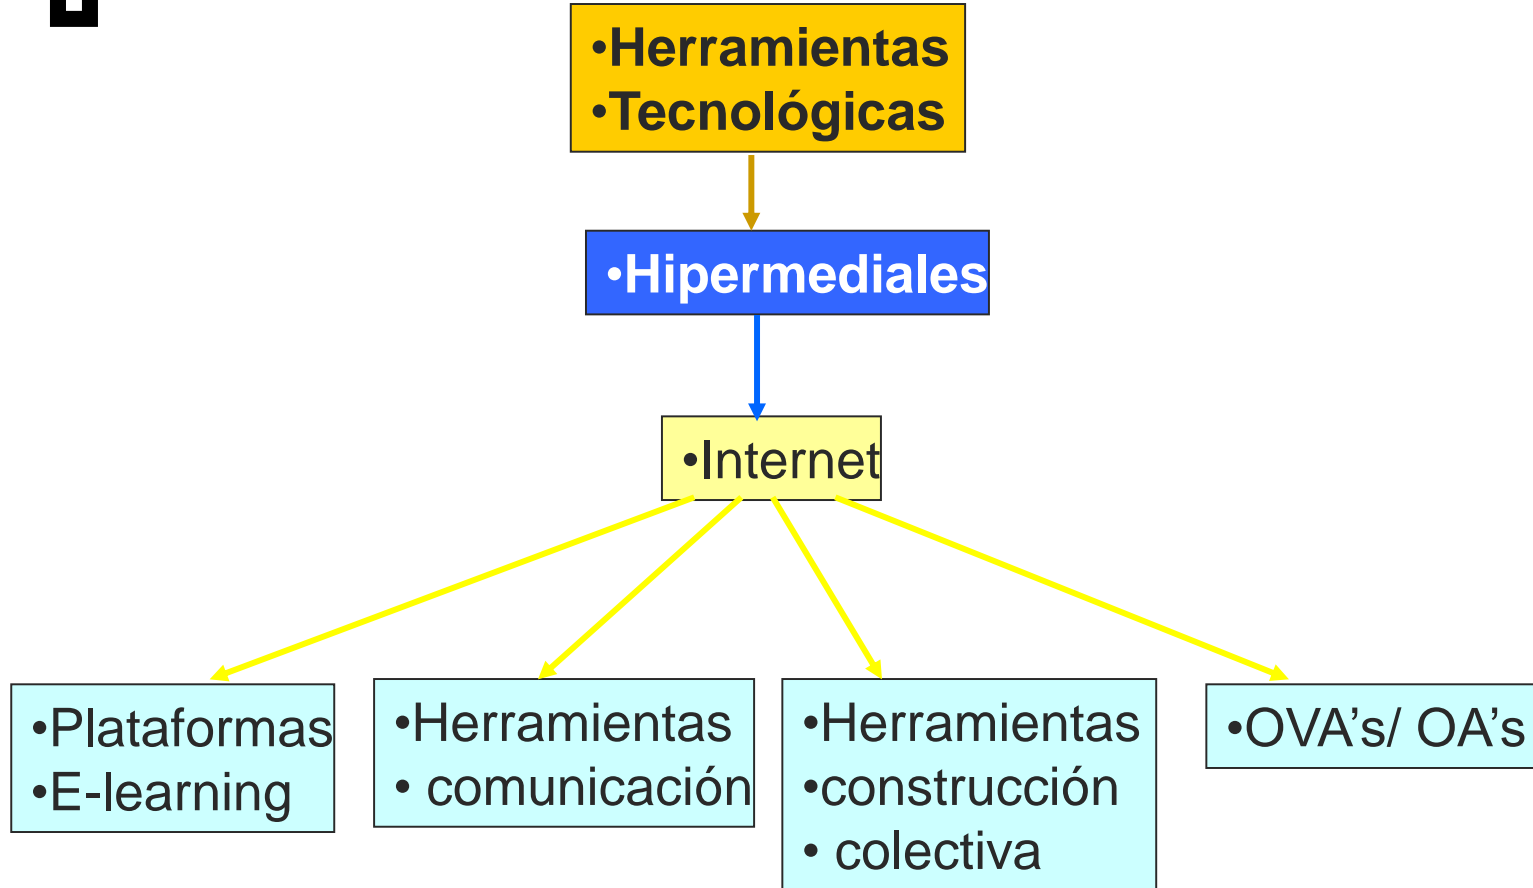 •Herramientas
•Tecnológicas
•Hipermediales
•Internet
•Plataformas
•E-learning
•Herramientas
• comunicación
•Herramientas
•construcción
• colectiva
•OVA’s/ OA’s